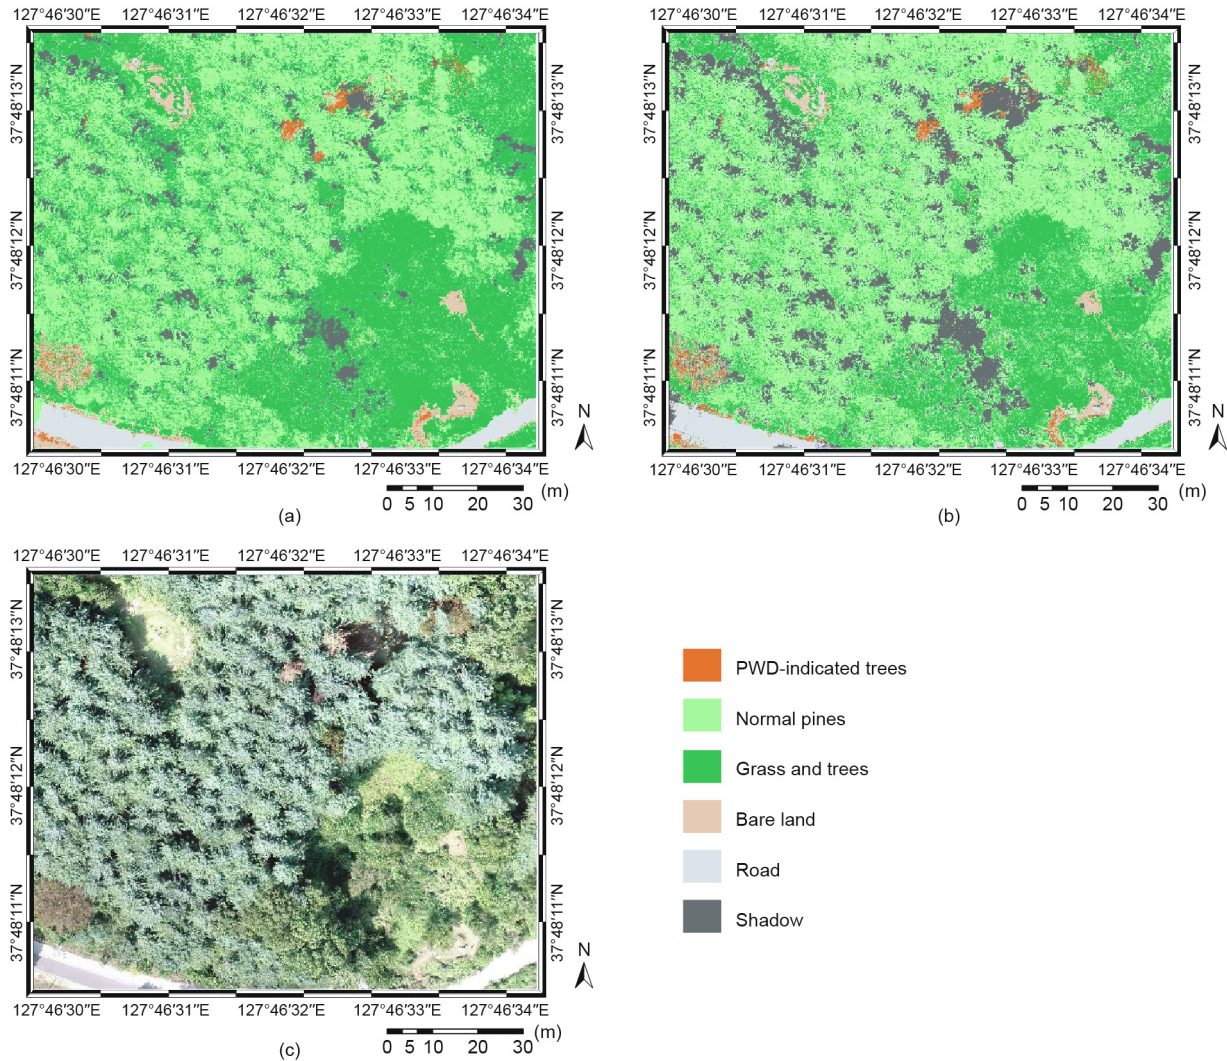 127°46′30″E 127°46′31″E 127°46′32″E 127°46′33″E 127°46′34″E
37°48′13″N
37°48′12″N
37°48′11″N
37°48′13″N
37°48′12″N
37°48′11″N
N
127°46′30″E 127°46′31″E 127°46′32″E 127°46′33″E 127°46′34″E
0 5 10 20 30 (m)
(a)
127°46′30″E 127°46′31″E 127°46′32″E 127°46′33″E 127°46′34″E
37°48′13″N
37°48′12″N
37°48′11″N
37°48′13″N
37°48′12″N
37°48′11″N
N
127°46′30″E 127°46′31″E 127°46′32″E 127°46′33″E 127°46′34″E
0 5 10 20 30 (m)
(b)
127°46′30″E 127°46′31″E 127°46′32″E 127°46′33″E 127°46′34″E
37°48′13″N
37°48′12″N
37°48′11″N
37°48′13″N
37°48′12″N
37°48′11″N
N
127°46′30″E 127°46′31″E 127°46′32″E 127°46′33″E 127°46′34″E
0 5 10 20 30 (m)
(c)
PWD-indicated trees
Normal pines
Grass and trees
Bare land
Road
Shadow